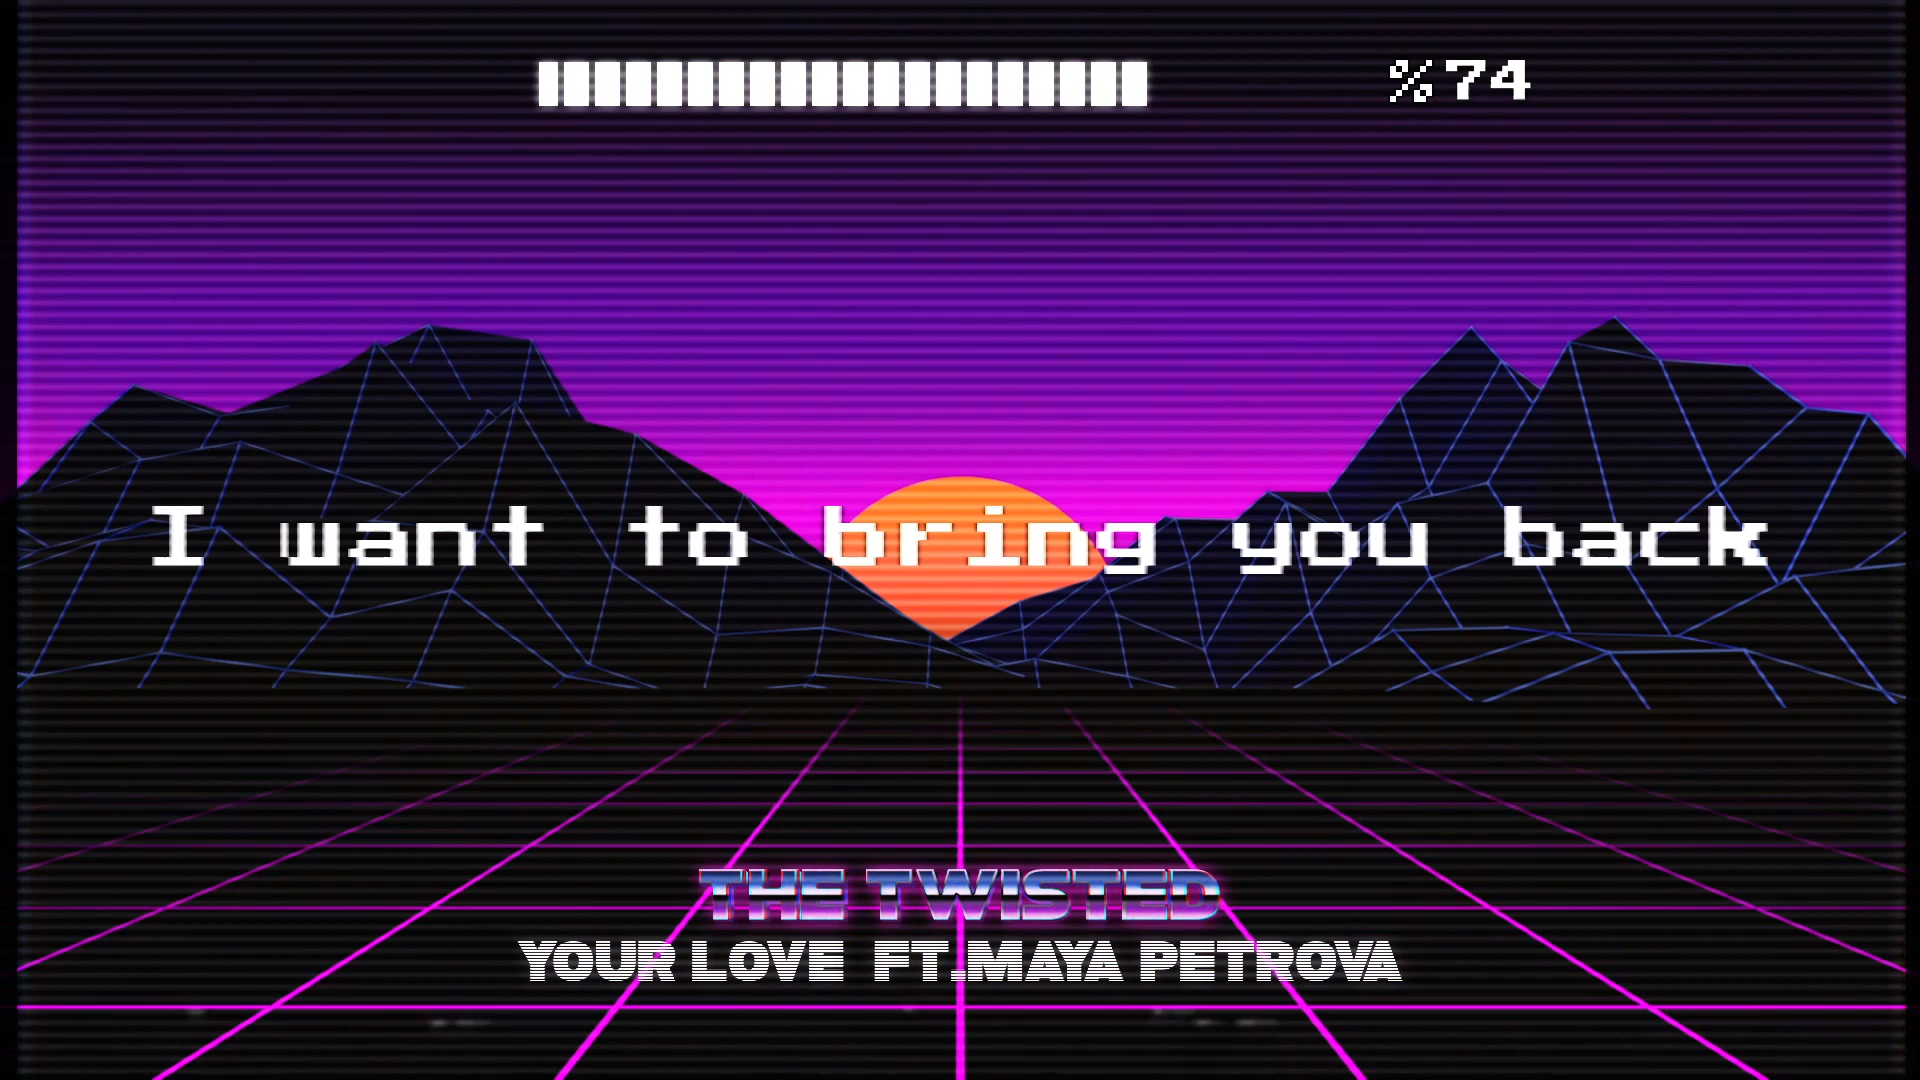 %74
I want to bring you back
THE TWISTED
YOUR LOVE FT.MAYA PETROVA